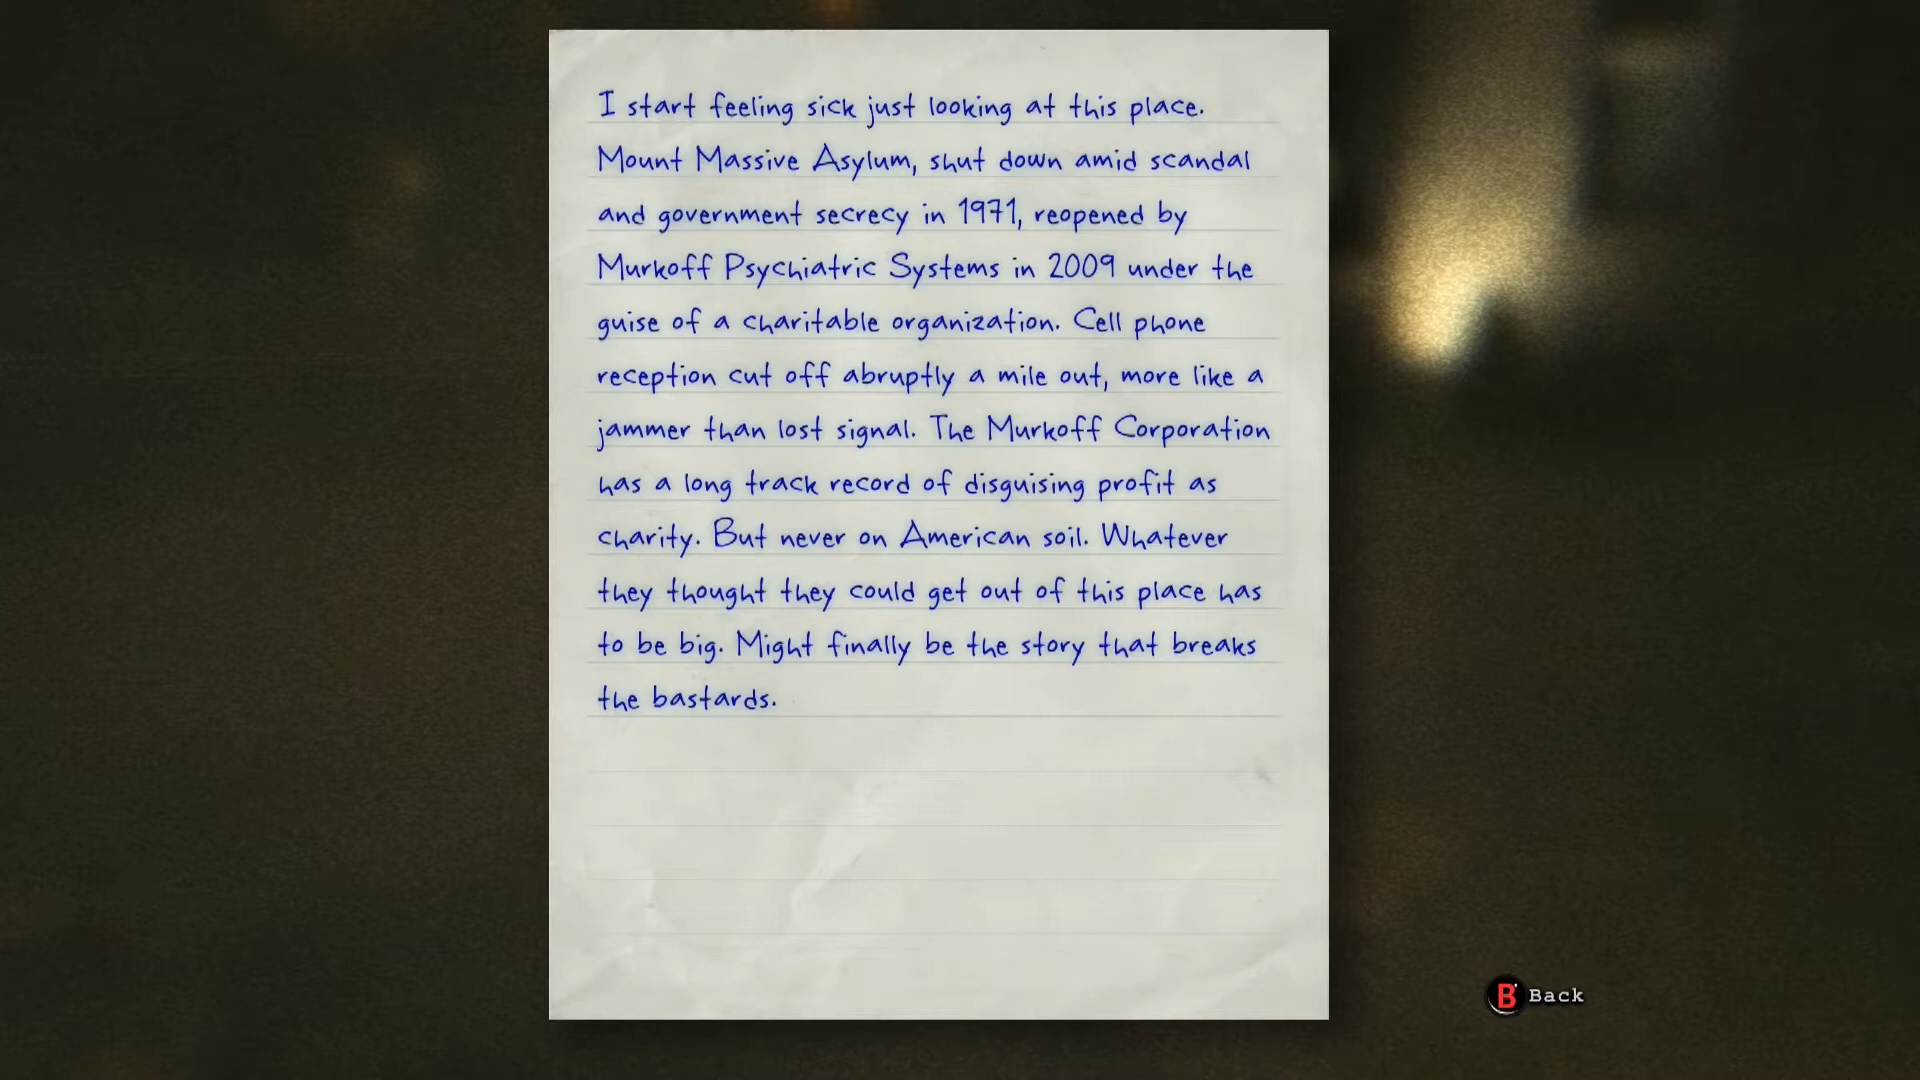 I start feeling sick just looking at this place.
Mount Massive Asylum, shut down amid scandal
and government secrecy in 1971, reopened by
Murkoff Psychiatric Systems in 2009 under the
guise of a charitable organization. Cell phone
reception cut off abruptly a mile out, more like a
jammer than lost signal. The Murkoff Corporation
has a long track record of disguising profit as
charity. But never on American soil. Whatever
they thought they could get out of this place has
to be big. Might finally be the story that breaks
the bastards.
B Back